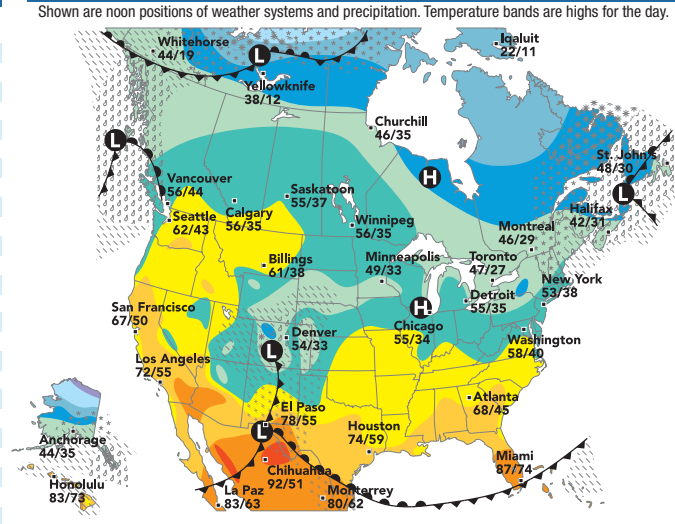 Shown are noon positions of weather systems and precipitation. Temperature bands are highs for the day.
Whitehorse
44/19
L
Iqaluit
22/11
Yellowknife
38/12
Churchill
46/35
L
St. John's
48/30
Vancouver
56/44
Saskatoon
55/37
H
L
Seattle
62/43
Calgary
56/35
Winnipeg
56/35
Halifax
42/31
Montreal
46/29
Billings
61/38
Minneapolis
49/33
Toronto
47/27
New York
53/38
San Francisco
67/50
H
Detroit
55/35
Denver
54/33
Chicago
55/34
Washington
58/40
L
Los Angeles
72/55
Atlanta
68/45
El Paso
78/55
Houston
74/59
L
Anchorage
44/35
Miami
87/74
Chihuahua
92/51
Honolulu
83/73
La Paz
83/63
Monterrey
80/62